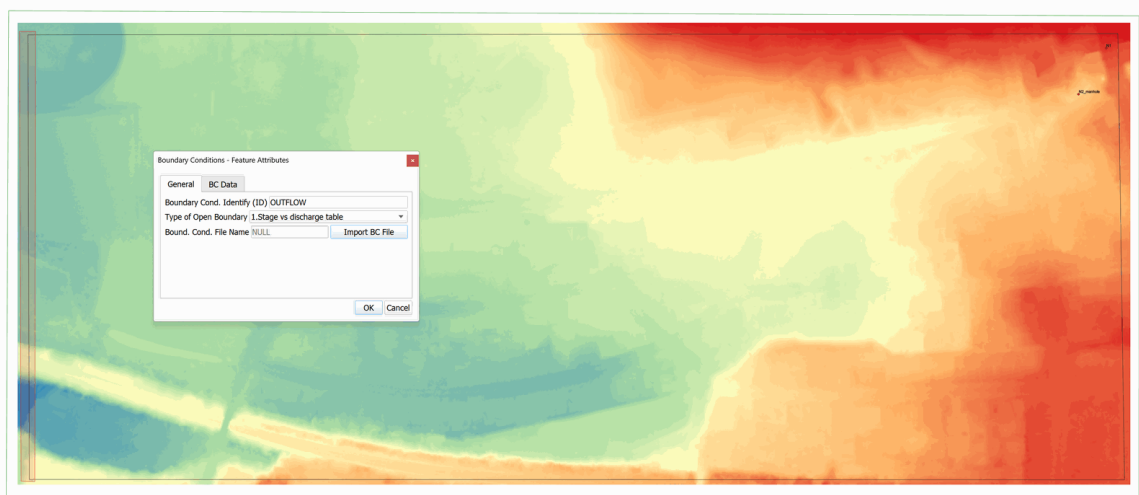 Boundary Conditions - Feature Attributes
General BC Data
Boundary Cond. Identify (ID) OUTFLOW
Type of Open Boundary 1.Stage vs discharge table
Bound. Cond. File Name NULL Import BC File
OK Cancel